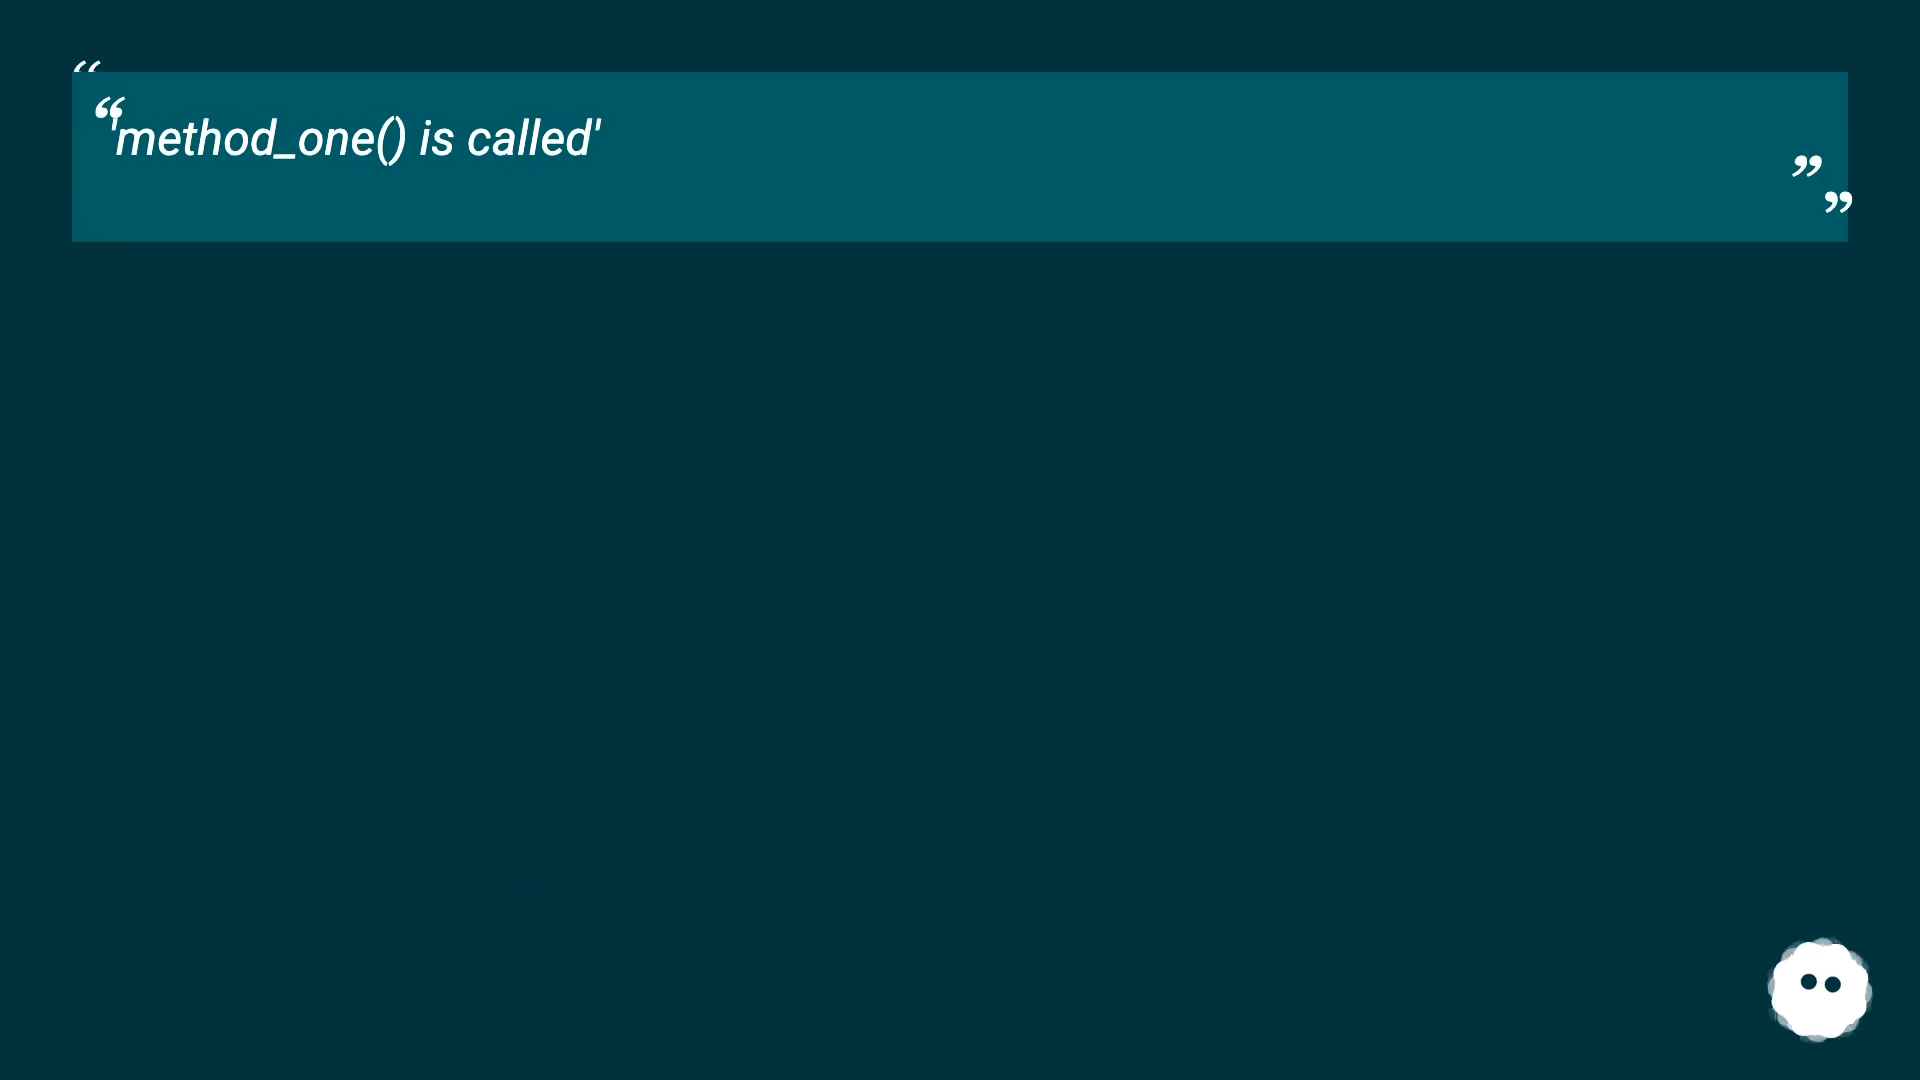 “
“'method_one() is called'
”
”